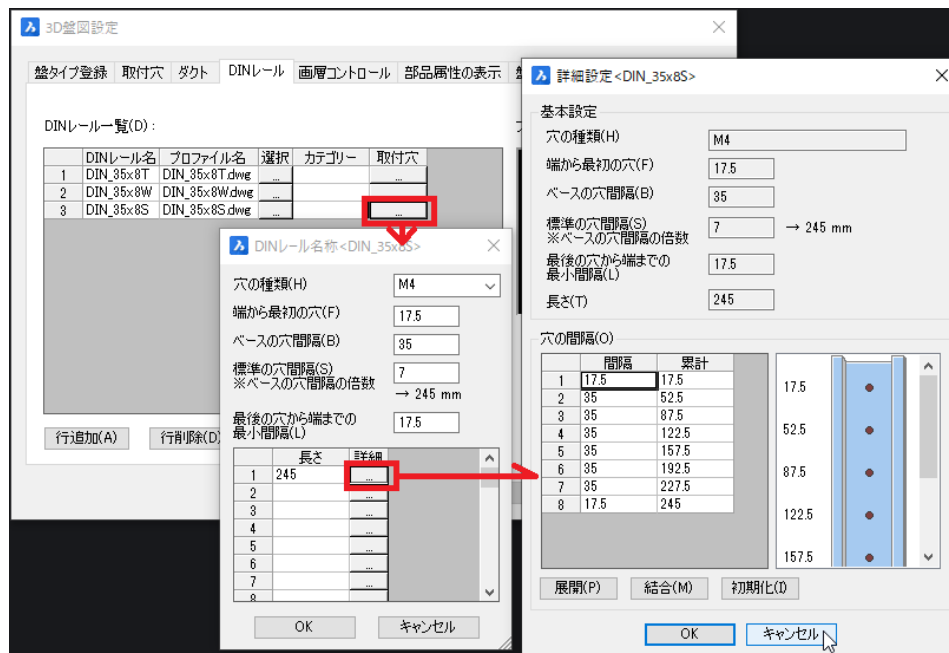 3D盤図設定
盤タイプ登録 取付穴 ダクト DINレール 画層コントロール 部品属性の表示
DINレール一覧(D):
DINレール名 プロファイル名 選択 カテゴリー 取付穴
1 DIN_35x8T DIN_35x8T.dwg ... ...
2 DIN_35x8W DIN_35x8W.dwg ...
3 DIN_35x8S DIN_35x8S.dwg ... ...
行追加(A) 行削除(D)
DINレール名称<DIN_35x8S>
穴の種類(H) M4
端から最初の穴(F) 17.5
ベースの穴間隔(B) 35
標準の穴間隔(S) 7
※ベースの穴間隔の倍数
→ 245 mm
最後の穴から端までの
最小間隔(L) 17.5
長さ 詳細
1 245 ...
2 ...
3 ...
4 ...
5 ...
6 ...
7 ...
8
OK キャンセル
詳細設定<DIN_35x8S>
基本設定
穴の種類(H) M4
端から最初の穴(F) 17.5
ベースの穴間隔(B) 35
標準の穴間隔(S) 7 → 245 mm
※ベースの穴間隔の倍数
最後の穴から端までの
最小間隔(L) 17.5
長さ(T) 245
穴の間隔(O)
間隔 累計
1 17.5 17.5
2 35 52.5
3 35 87.5
4 35 122.5
5 35 157.5
6 35 192.5
7 35 227.5
8 17.5 245
17.5
52.5
87.5
122.5
157.5
展開(P) 結合(M) 初期化(I)
OK キャンセル